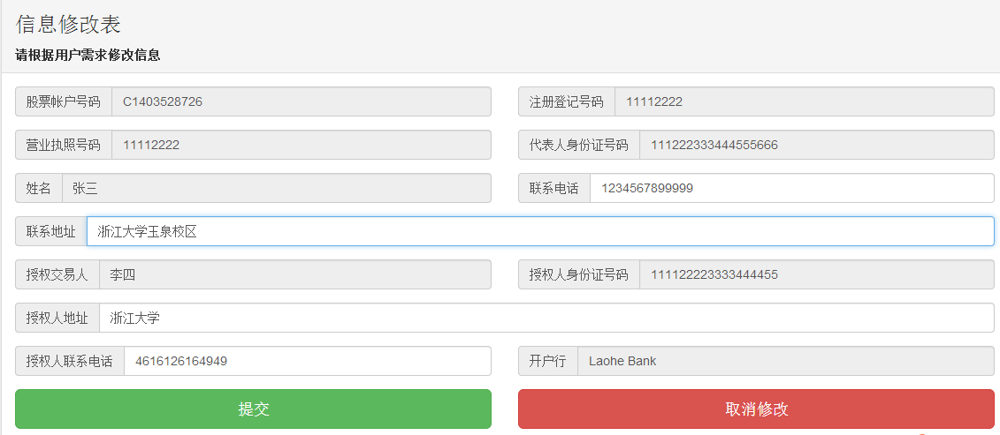 信息修改表
请根据用户需求修改信息
股票帐户号码 C1403528726 注册登记号码 11112222
营业执照号码 11112222 代表人身份证号码 111222333444555666
姓名 张三 联系电话 1234567899999
联系地址 浙江大学玉泉校区
授权交易人 李四 授权人身份证号码 111122223333444455
授权人地址 浙江大学
授权人联系电话 4616126164949 开户行 Laohe Bank
提交 取消修改